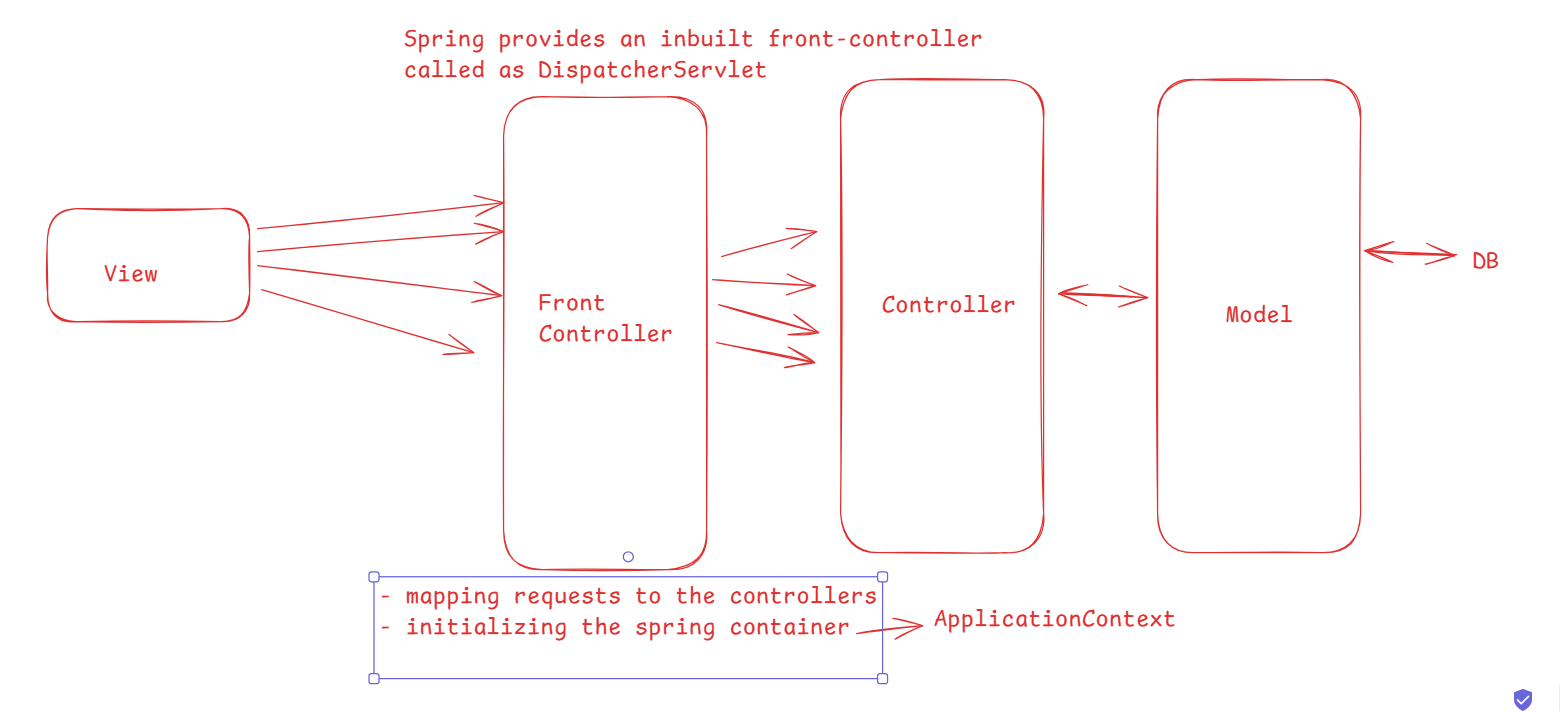 Spring provides an inbuilt front-controller
called as DispatcherServlet
View
Front
Controller
Controller
Model
DB
- mapping requests to the controllers
- initializing the spring container
ApplicationContext